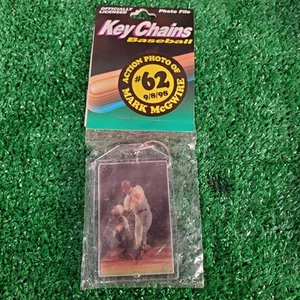 OFFICIALLY
LICENSED
Photo File
Key Chains
Baseball
ACTION PHOTO OF
#62
9/8/98
MARK McGWIRE